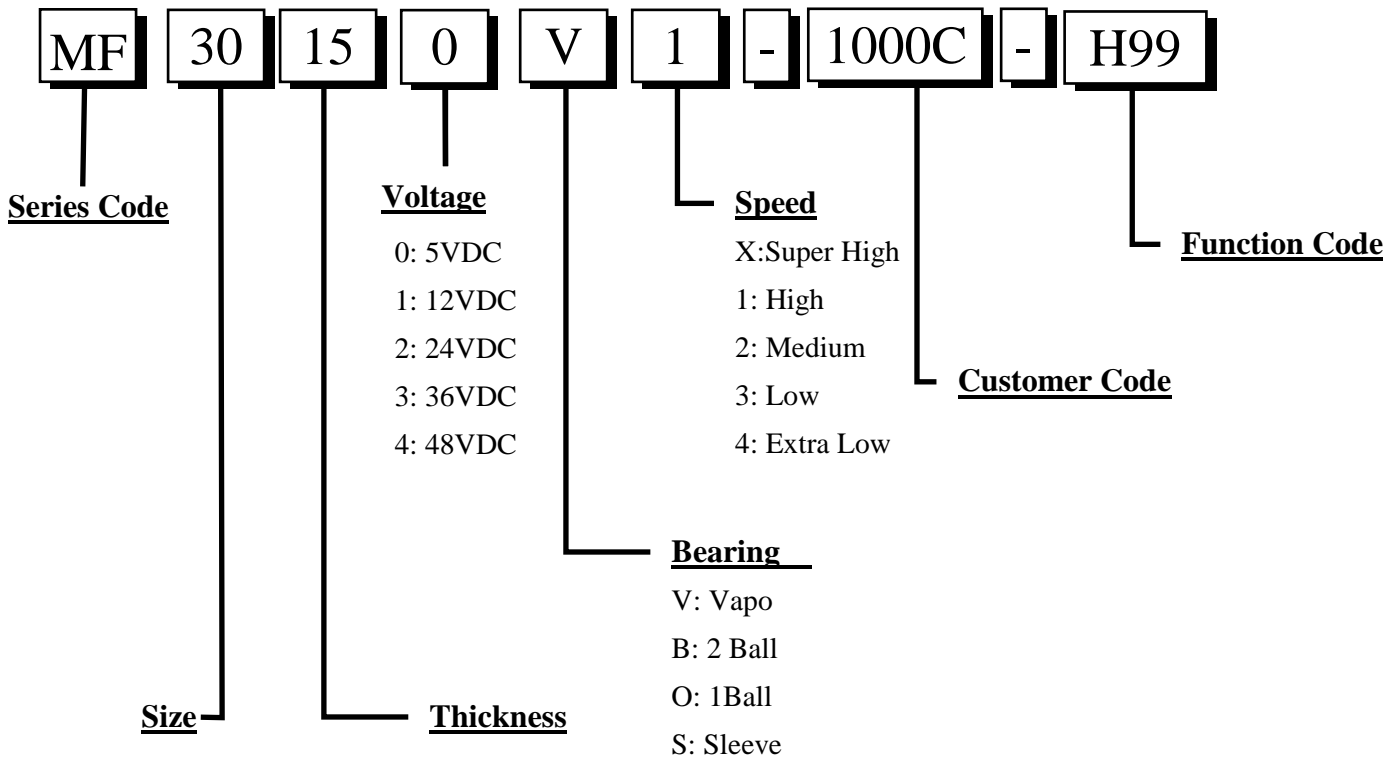 MF 30 15 0 V 1 - 1000C - H99
Series Code
Voltage
0: 5VDC
1: 12VDC
2: 24VDC
3: 36VDC
4: 48VDC
Speed
X:Super High
1: High
2: Medium
3: Low
4: Extra Low
Function Code
Customer Code
Bearing
V: Vapo
B: 2 Ball
O: 1Ball
S: Sleeve
Size
Thickness